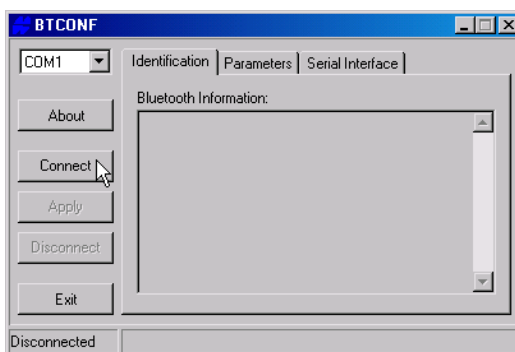 BTCONF
COM1
Identification
Parameters
Serial Interface
About
Bluetooth Information:
Connect
Apply
Disconnect
Exit
Disconnected